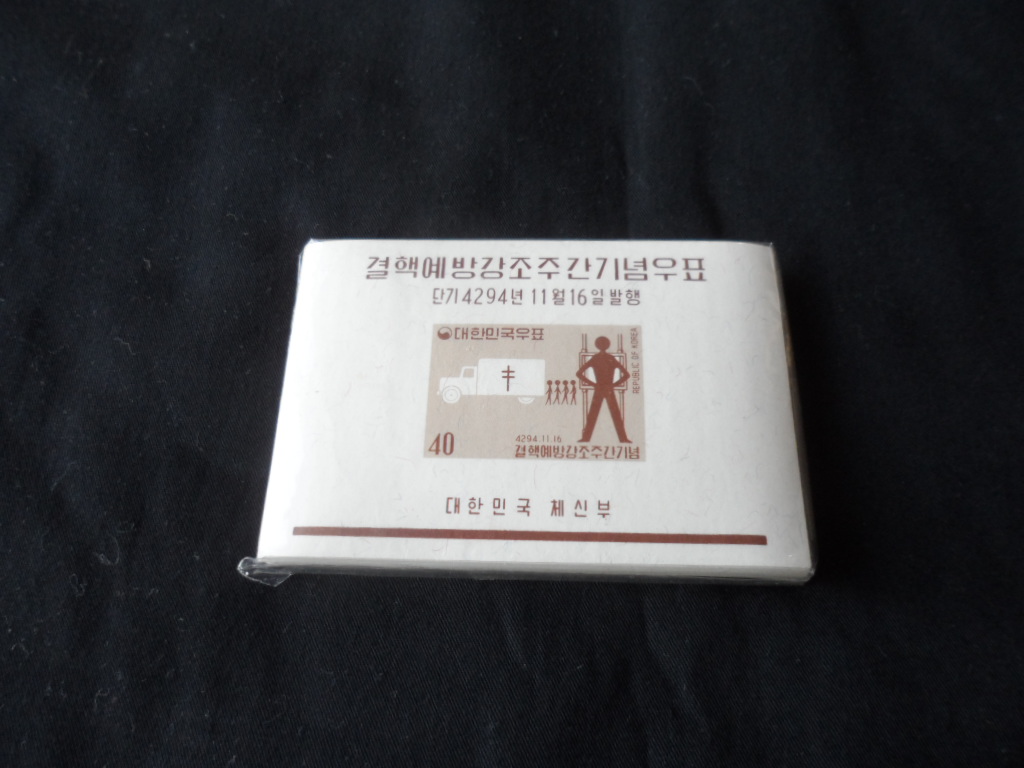 결핵예방강조주간기념우표
단기 4294년 11월 16일 발행
대한민국우표
REPUBLIC OF KOREA
40
4294.11.16
결핵예방강조주간기념
대한민국 체신부